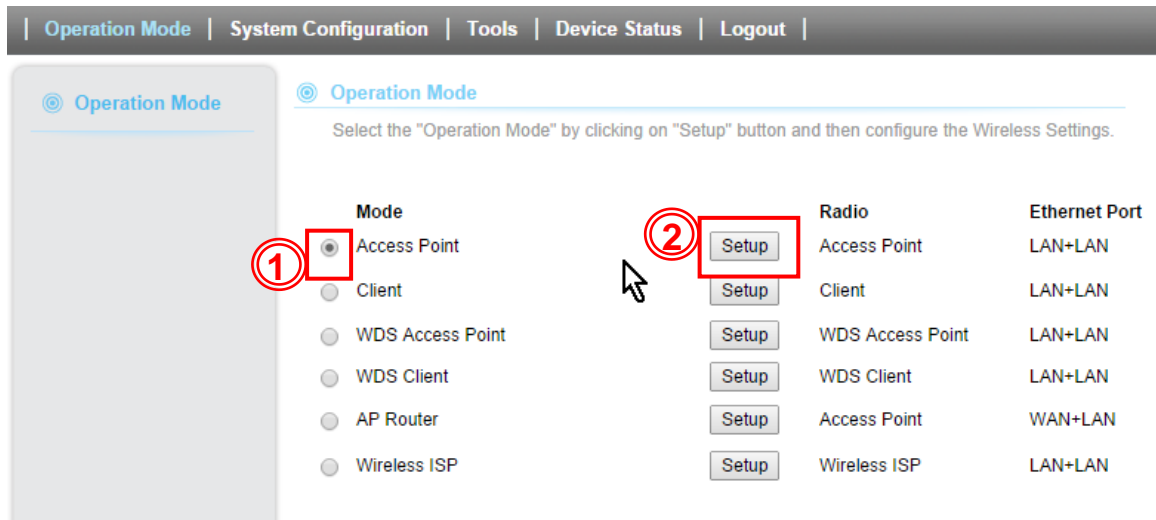 | Operation Mode | System Configuration | Tools | Device Status | Logout |
Operation Mode
Operation Mode
Select the "Operation Mode" by clicking on "Setup" button and then configure the Wireless Settings.
Mode Radio Ethernet Port
1 Access Point 2 Setup Access Point LAN+LAN
Client Setup Client LAN+LAN
WDS Access Point Setup WDS Access Point LAN+LAN
WDS Client Setup WDS Client LAN+LAN
AP Router Setup Access Point WAN+LAN
Wireless ISP Setup Wireless ISP LAN+LAN